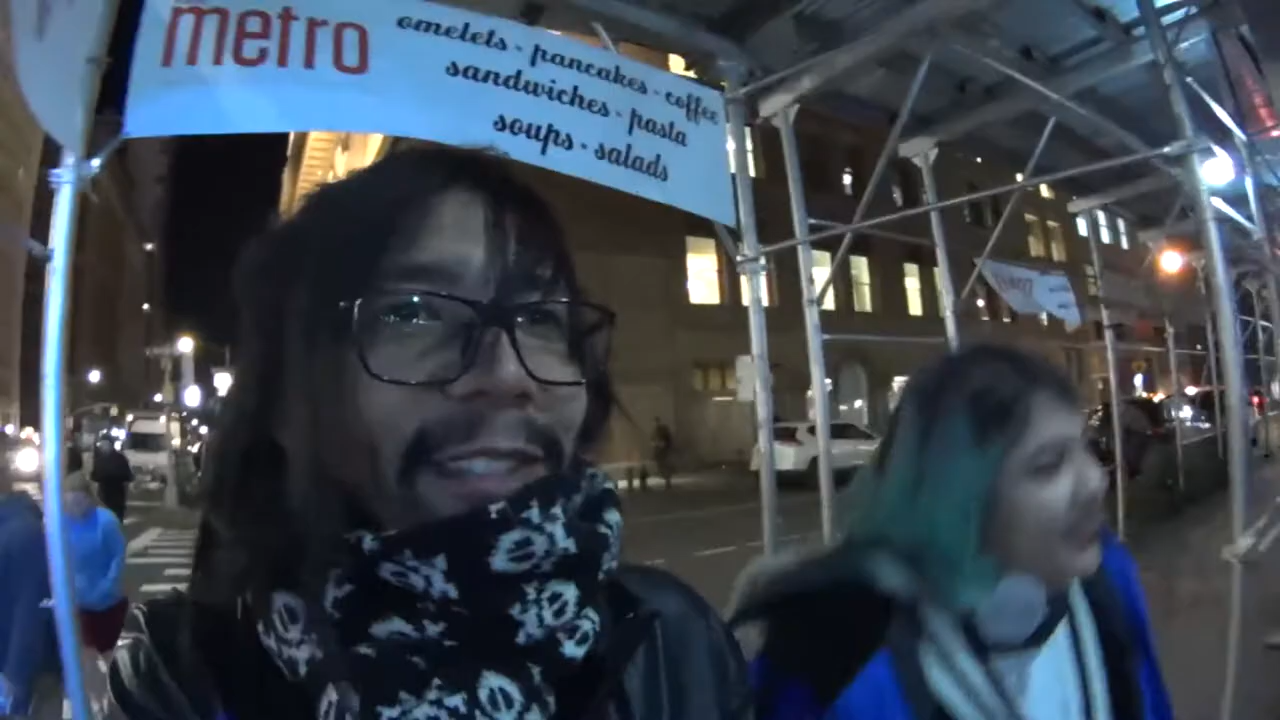 metro
omelets · pancakes · coffee
sandwiches · pasta
soups · salads